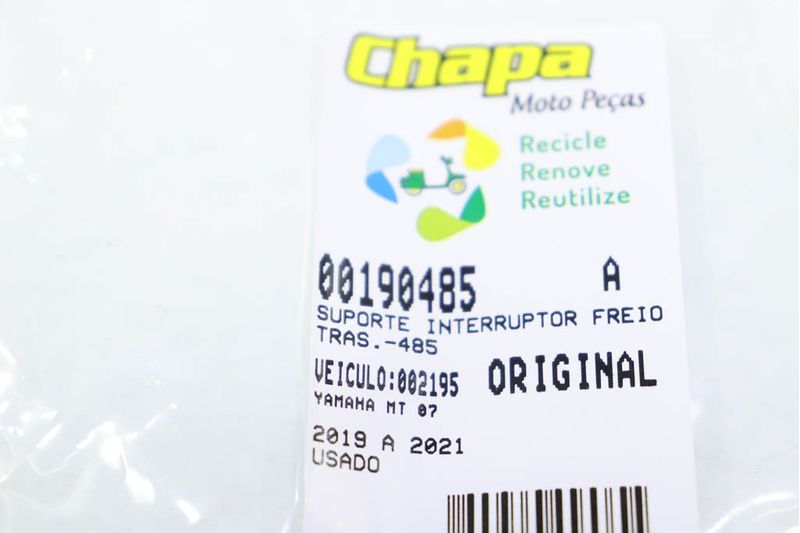 Chapa
Moto Peças
Recicle
Renove
Reutilize
00190485 A
SUPORTE INTERRUPTOR FREIO
TRAS.-485
VEICULO:002195 ORIGINAL
YAMAHA MT 07
2019 A 2021
USADO